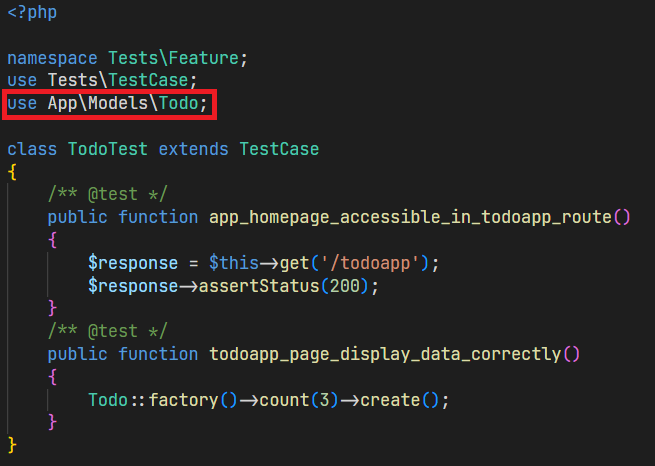 <?php
namespace Tests\Feature;
use Tests\TestCase;
use App\Models\Todo;
class TodoTest extends TestCase
{
/** @test */
public function app_homepage_accessible_in_todoapp_route()
{
$response = $this->get('/todoapp');
$response->assertStatus(200);
}
/** @test */
public function todoapp_page_display_data_correctly()
{
Todo::factory()->count(3)->create();
}
}